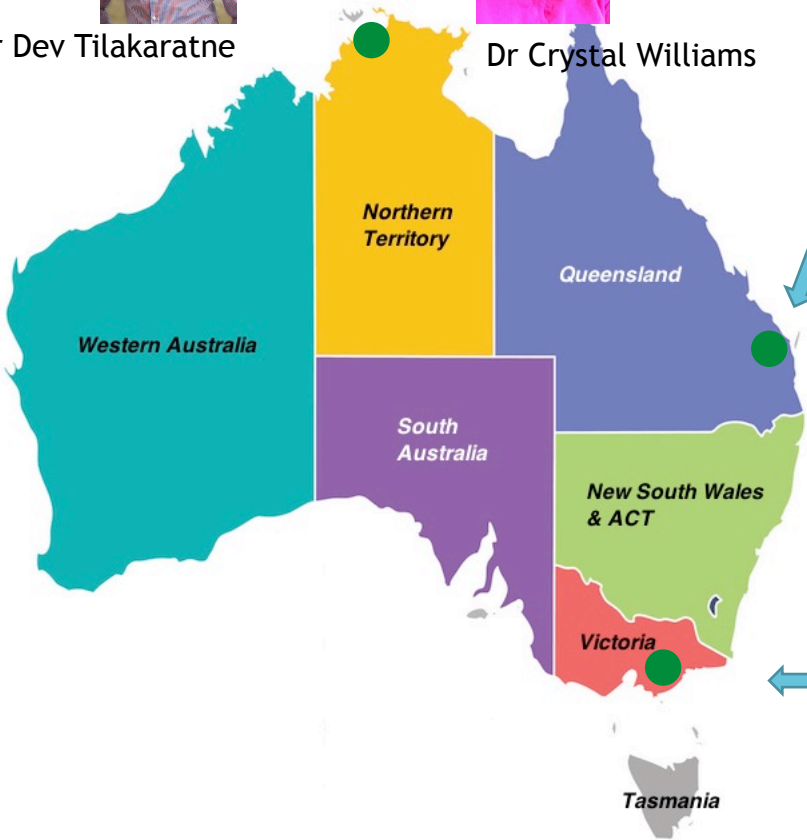 Dev Tilakaratne
Dr Crystal Williams
Northern
Territory
Queensland
Western Australia
South
Australia
New South Wales
& ACT
Victoria
Tasmania